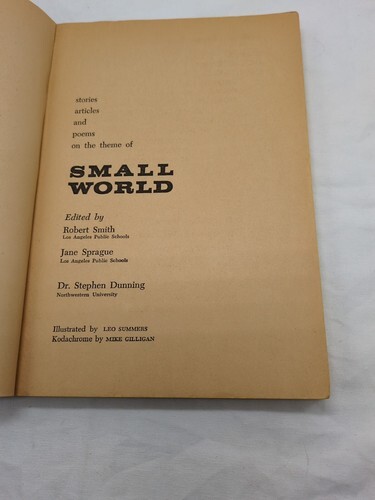 stories
articles
and
poems
on the theme of
SMALL
WORLD
Edited by
Robert Smith
Los Angeles Public Schools
Jane Sprague
Los Angeles Public Schools
Dr. Stephen Dunning
Northwestern University
Illustrated by LEO SUMMERS
Kodachrome by MIKE GILLIGAN